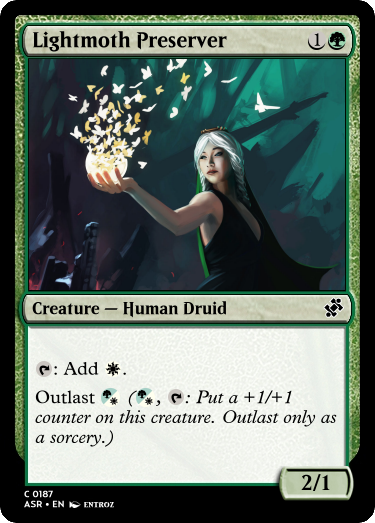 Lightmoth Preserver 1
Creature — Human Druid
: Add .
Outlast ( , : Put a +1/+1
counter on this creature. Outlast only as
a sorcery.)
2/1
C 0187
ASR • EN ENTROZ